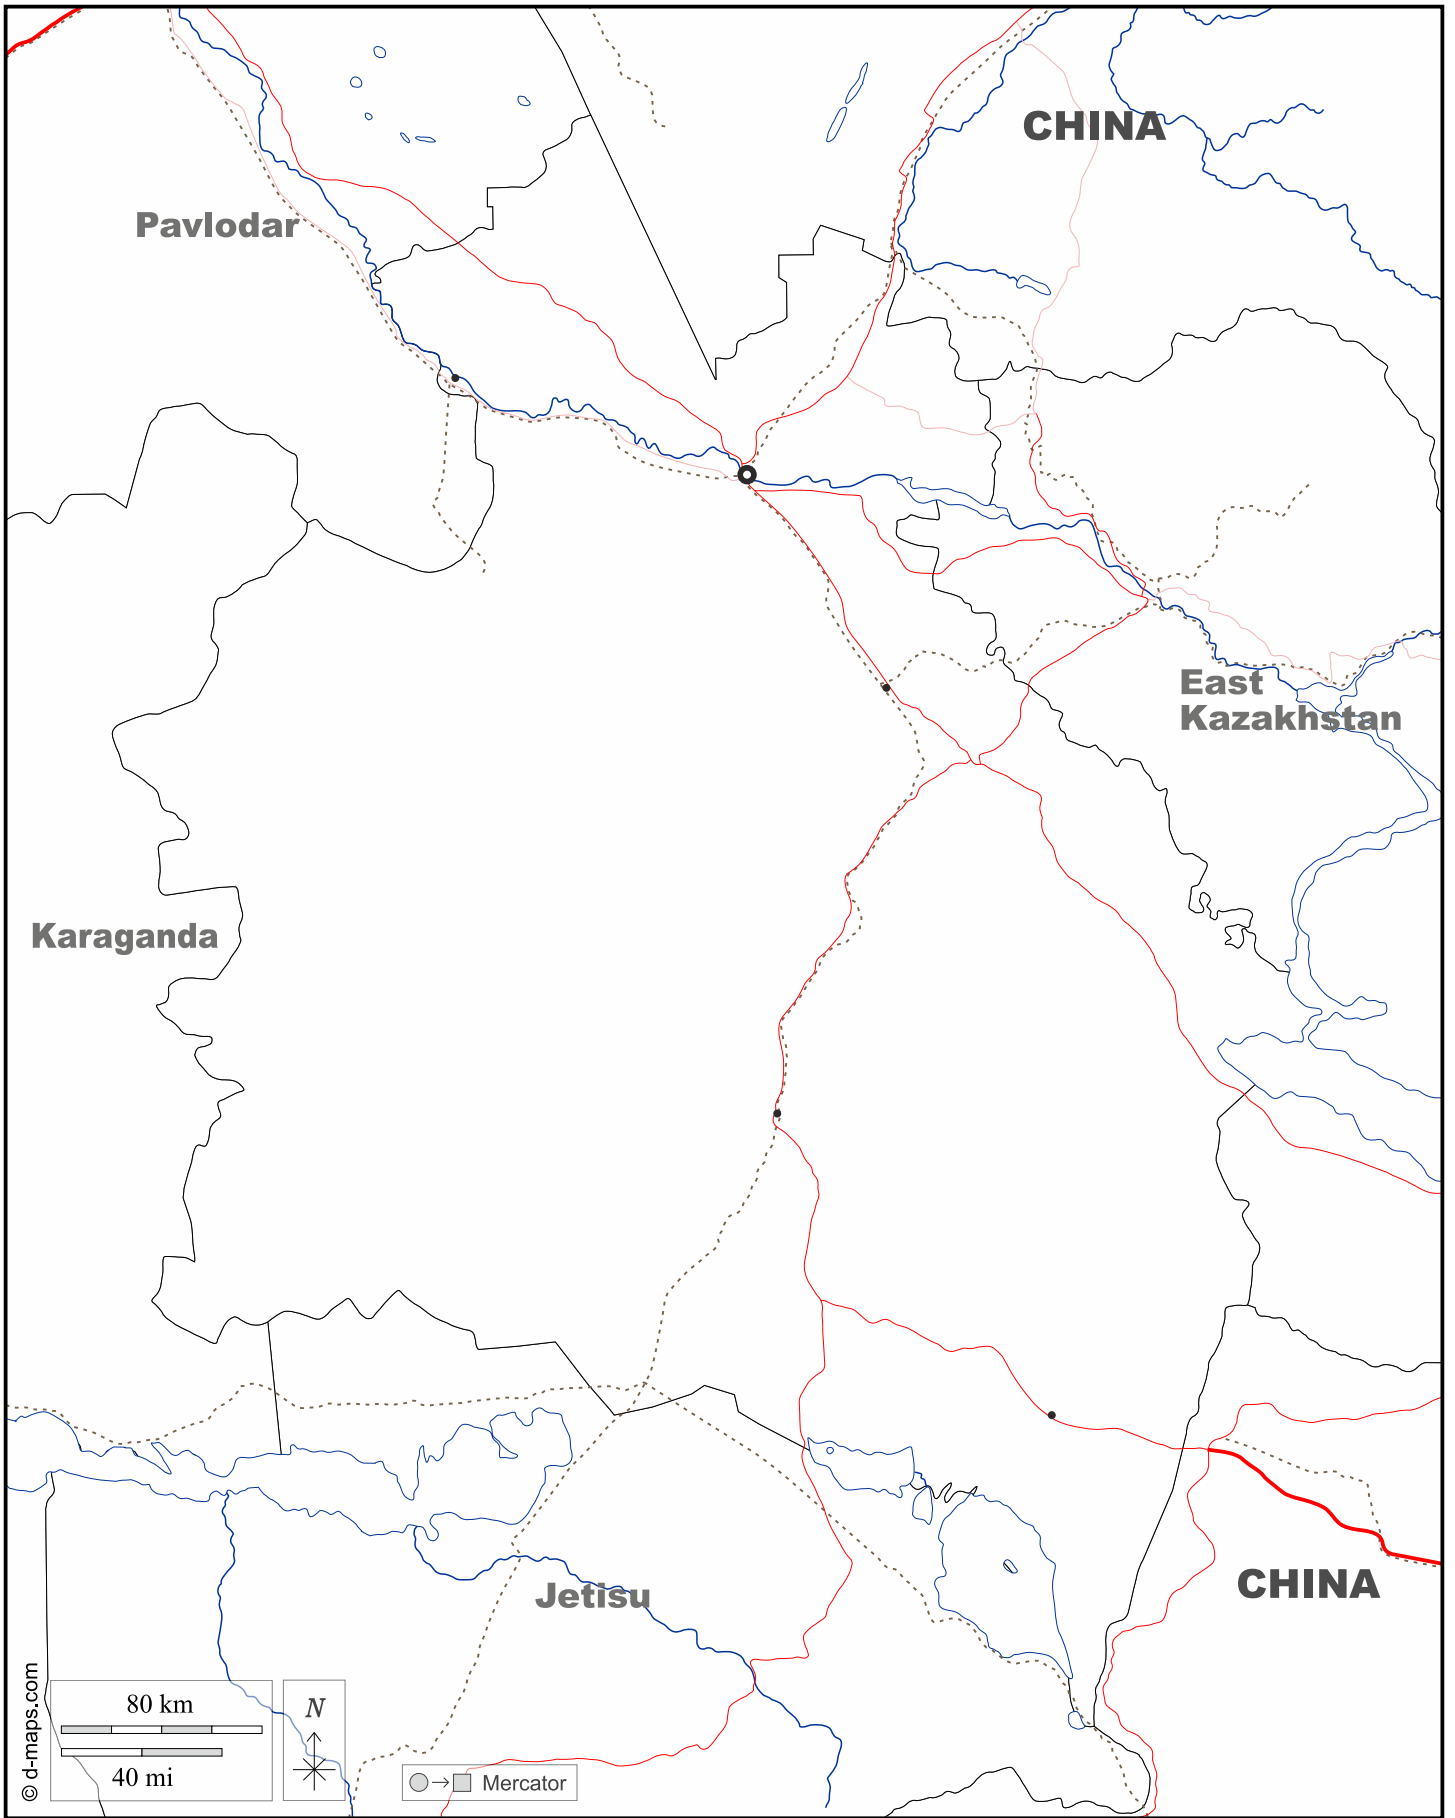 CHINA
Pavlodar
East
Kazakhstan
Karaganda
CHINA
Jetisu
80 km
40 mi
N
Mercator
© d-maps.com